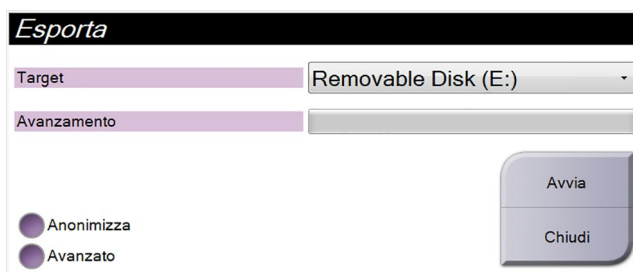 Esporta
Target
Removable Disk (E:)
Avanzamento
Avvia
Anonimizza
Chiudi
Avanzato